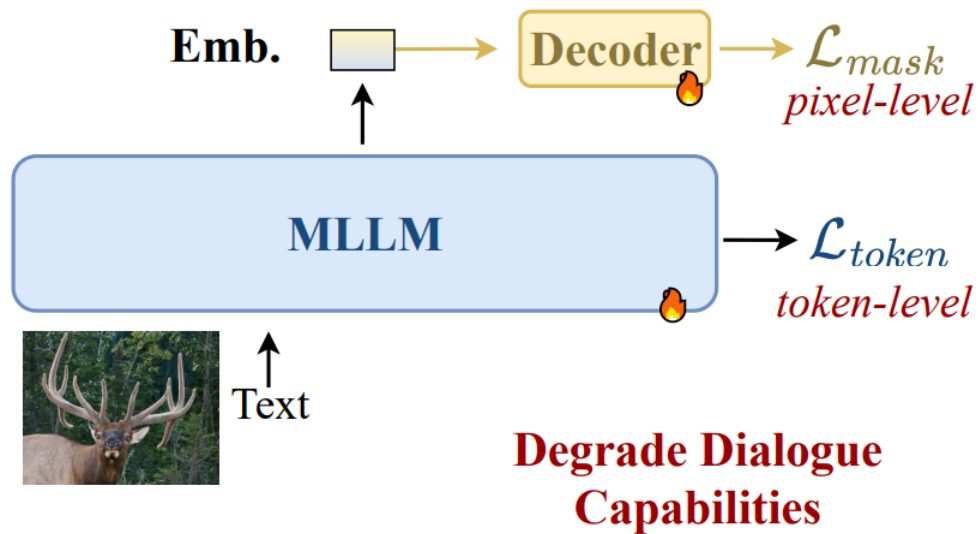 Emb.
Decoder
ℒmask
pixel-level
MLLM
ℒtoken
token-level
Text
Degrade Dialogue
Capabilities